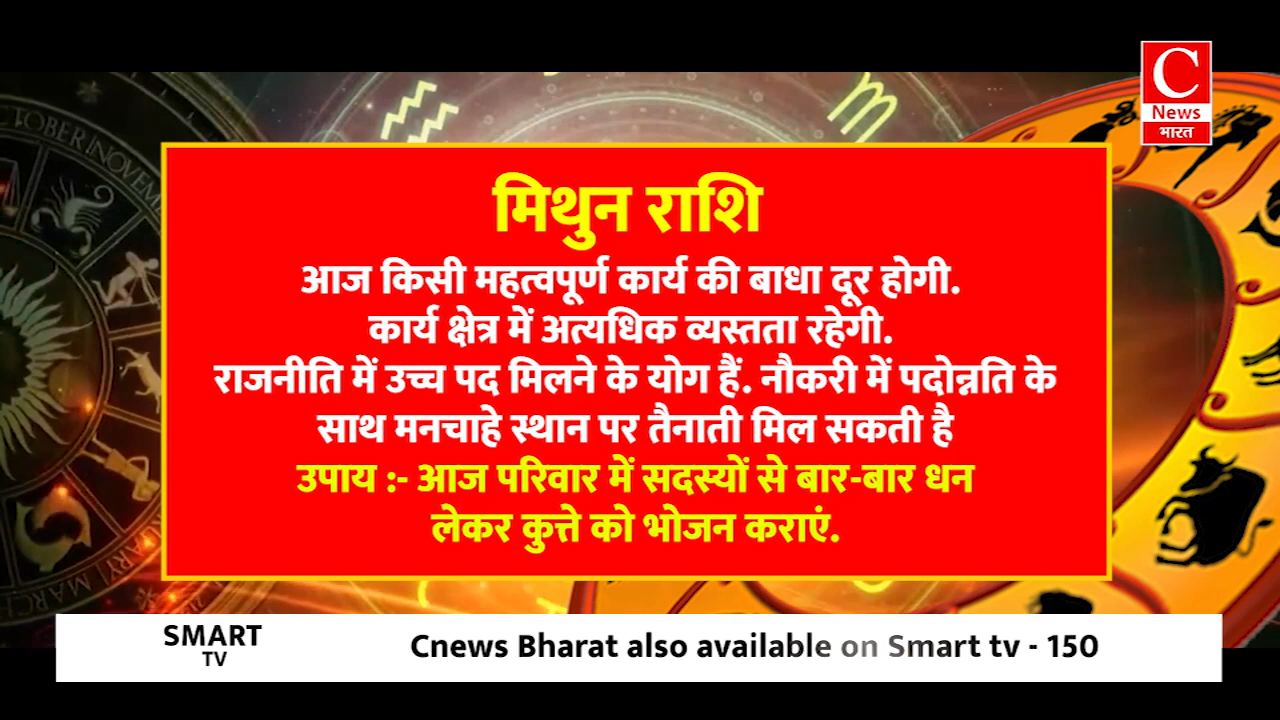 C
News
भारत
मिथुन राशि
आज किसी महत्वपूर्ण कार्य की बाधा दूर होगी.
कार्य क्षेत्र में अत्यधिक व्यस्तता रहेगी.
राजनीति में उच्च पद मिलने के योग हैं. नौकरी में पदोन्नति के
साथ मनचाहे स्थान पर तैनाती मिल सकती है
उपाय :- आज परिवार में सदस्यों से बार-बार धन
लेकर कुत्ते को भोजन कराएं.
SMART
TV
Cnews Bharat also available on Smart tv - 150